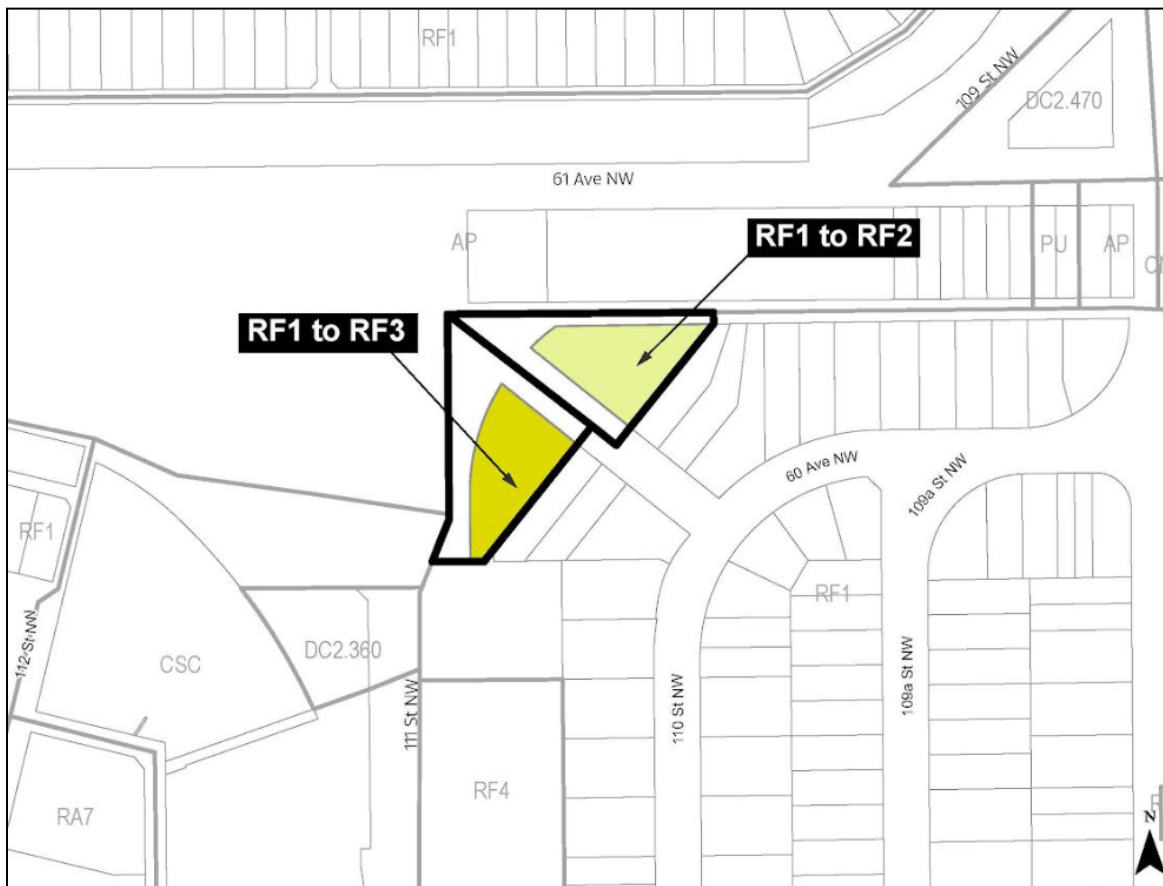 RF1
109 St NW
DC2.470
61 Ave NW
AP
RF1 to RF2
PU
AP
RF1 to RF3
60 Ave NW
109a St NW
RF1
RF1
112 St NW
CSC
DC2.360
111 St NW
110 St NW
109a St NW
RF4
RA7
N